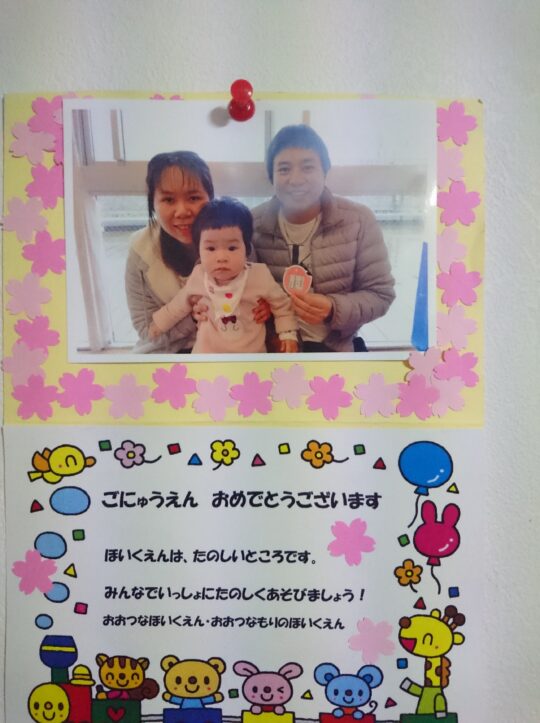 ごにゅうえん おめでとうございます
ほいくえんは、たのしいところです。
みんなでいっしょにたのしくあそびましょう！
おおつなほいくえん・おおつなもりのほいくえん